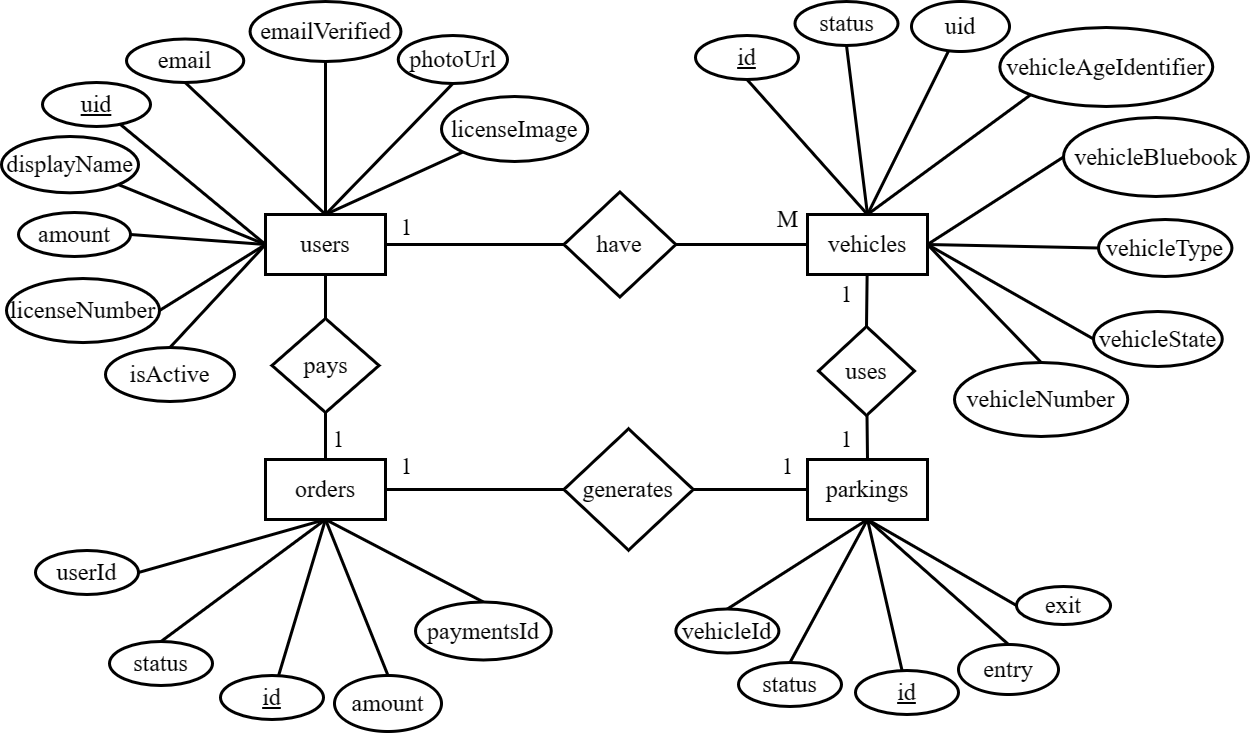 emailVerified
status
uid
email
photoUrl
id
vehicleAgeIdentifier
uid
licenseImage
displayName
vehicleBluebook
amount
users
1
have
M
vehicles
vehicleType
licenseNumber
1
vehicleState
isActive
pays
uses
vehicleNumber
1
1
1
1
orders
generates
parkings
userId
exit
status
paymentsId
vehicleId
entry
id
amount
status
id